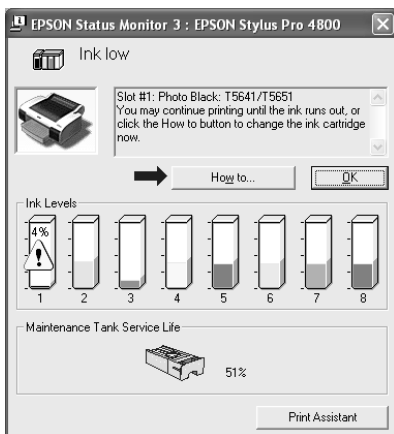 EPSON Status Monitor 3 : EPSON Stylus Pro 4800
Ink low
Slot #1: Photo Black: T5641/T5651
You may continue printing until the ink runs out, or
click the How to button to change the ink cartridge
now.
How to...
OK
Ink Levels
4%
1 2 3 4 5 6 7 8
Maintenance Tank Service Life
51%
Print Assistant